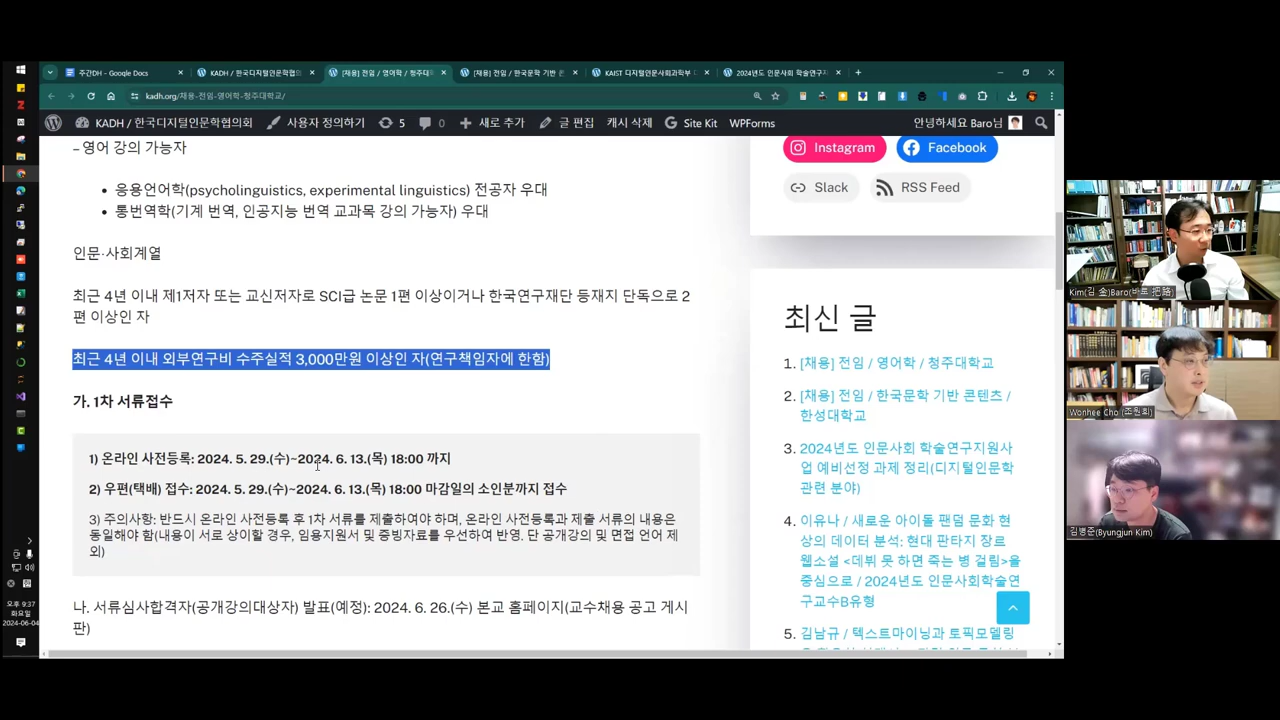 주간DH - Google Docs
KADH / 한국디지털인문학협의
[채용] 전임 / 영어학 / 청주대
[채용] 전임 / 한국문학 기반 콘
KAIST 디지털인문사회과학부
2024년도 인문사회 학술연구지
kadh.org/채용-전임-영어학-청주대학교/
KADH / 한국디지털인문학협의회
사용자 정의하기
5
0
새로 추가
글 편집
캐시 삭제
Site Kit
WPForms
안녕하세요 Baro님
– 영어 강의 가능자
• 응용언어학(psycholinguistics, experimental linguistics) 전공자 우대
• 통번역학(기계 번역, 인공지능 번역 교과목 강의 가능자) 우대
인문·사회계열
최근 4년 이내 제1저자 또는 교신저자로 SCI급 논문 1편 이상이거나 한국연구재단 등재지 단독으로 2
편 이상인 자
최근 4년 이내 외부연구비 수주실적 3,000만원 이상인 자(연구책임자에 한함)
가. 1차 서류접수
1) 온라인 사전등록: 2024. 5. 29.(수)~2024. 6. 13.(목) 18:00 까지
2) 우편(택배) 접수: 2024. 5. 29.(수)~2024. 6. 13.(목) 18:00 마감일의 소인분까지 접수
3) 주의사항: 반드시 온라인 사전등록 후 1차 서류를 제출하여야 하며, 온라인 사전등록과 제출 서류의 내용은
동일해야 함(내용이 서로 상이할 경우, 임용지원서 및 증빙자료를 우선하여 반영. 단 공개강의 및 면접 언어 제
외)
나. 서류심사합격자(공개강의대상자) 발표(예정): 2024. 6. 26.(수) 본교 홈페이지(교수채용 공고 게시
판)
Instagram
Facebook
Slack
RSS Feed
최신 글
1. [채용] 전임 / 영어학 / 청주대학교
2. [채용] 전임 / 한국문학 기반 콘텐츠 /
한성대학교
3. 2024년도 인문사회 학술연구지원사
업 예비선정 과제 정리(디지털인문학
관련 분야)
4. 이유나 / 새로운 아이돌 팬덤 문화 현
상의 데이터 분석: 현대 판타지 장르
웹소설 <데뷔 못 하면 죽는 병 걸림>을
중심으로 / 2024년도 인문사회학술연
구교수B유형
5. 김남규 / 텍스트마이닝과 토픽모델링
오후 9:37
화요일
2024-06-04
Kim(김 金)Baro(바로 把路)
Wonhee Cho (조원희)
김병준(Byungjun Kim)